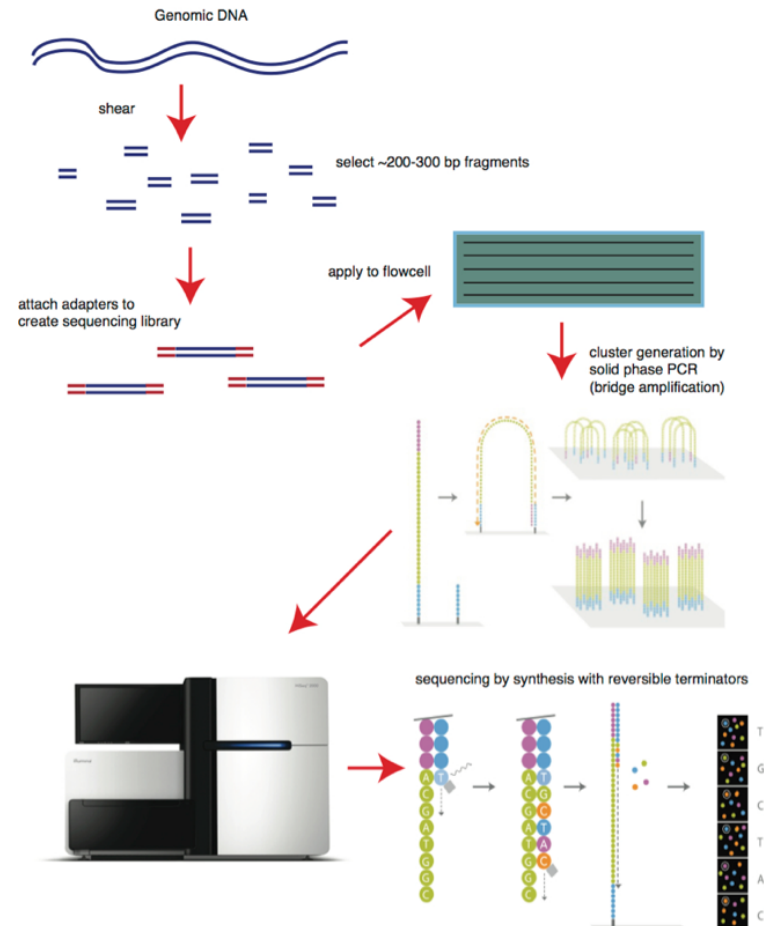 Genomic DNA
shear
select ~200-300 bp fragments
apply to flowcell
attach adapters to
create sequencing library
cluster generation by
solid phase PCR
(bridge amplification)
sequencing by synthesis with reversible terminators
A T
C G
G C
A T
T A
G C
G
C
A T
C
G
A
T
G
G
C
T
G
C
T
A
C